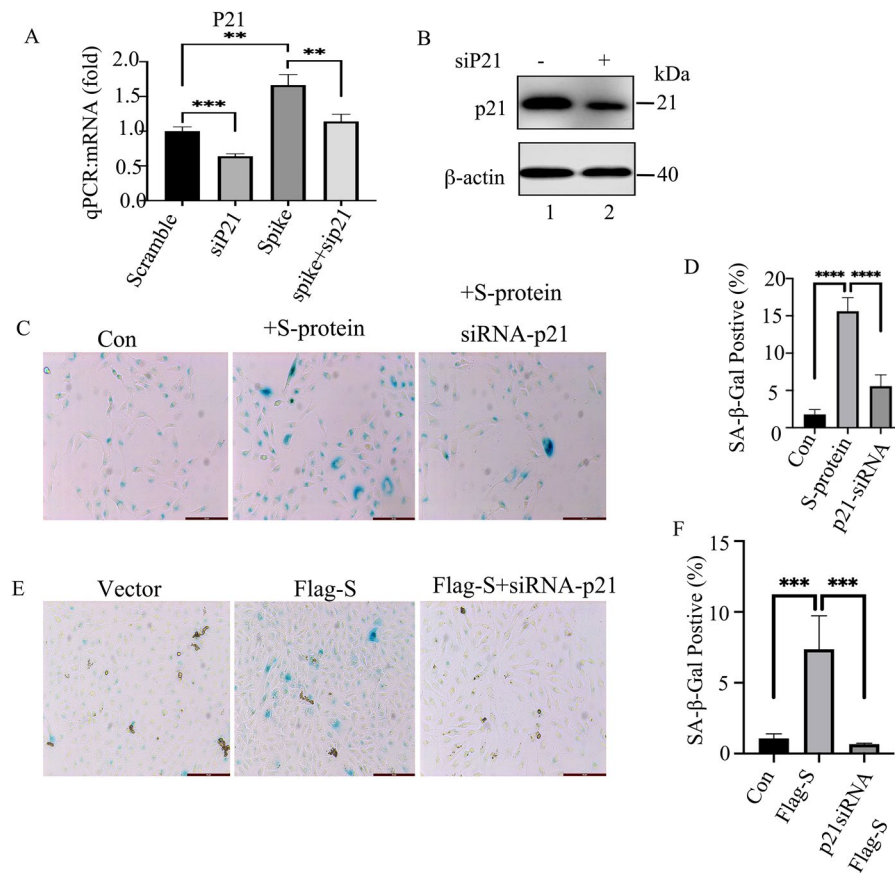 A
P21
**
**
***
qPCR:mRNA (fold)
2.0
1.5
1.0
0.5
0.0
Scramble
siP21
Spike
spike+sip21
B
siP21 - +
kDa
p21
21
β-actin
40
1 2
C
Con
+S-protein
+S-protein
siRNA-p21
D
**** ****
SA-β-Gal Postive (%)
20
15
10
5
0
Con
S-protein
p21-siRNA
E
Vector
Flag-S
Flag-S+siRNA-p21
F
*** ***
SA-β-Gal Postive (%)
15
10
5
0
Con
Flag-S
p21siRNA
Flag-S